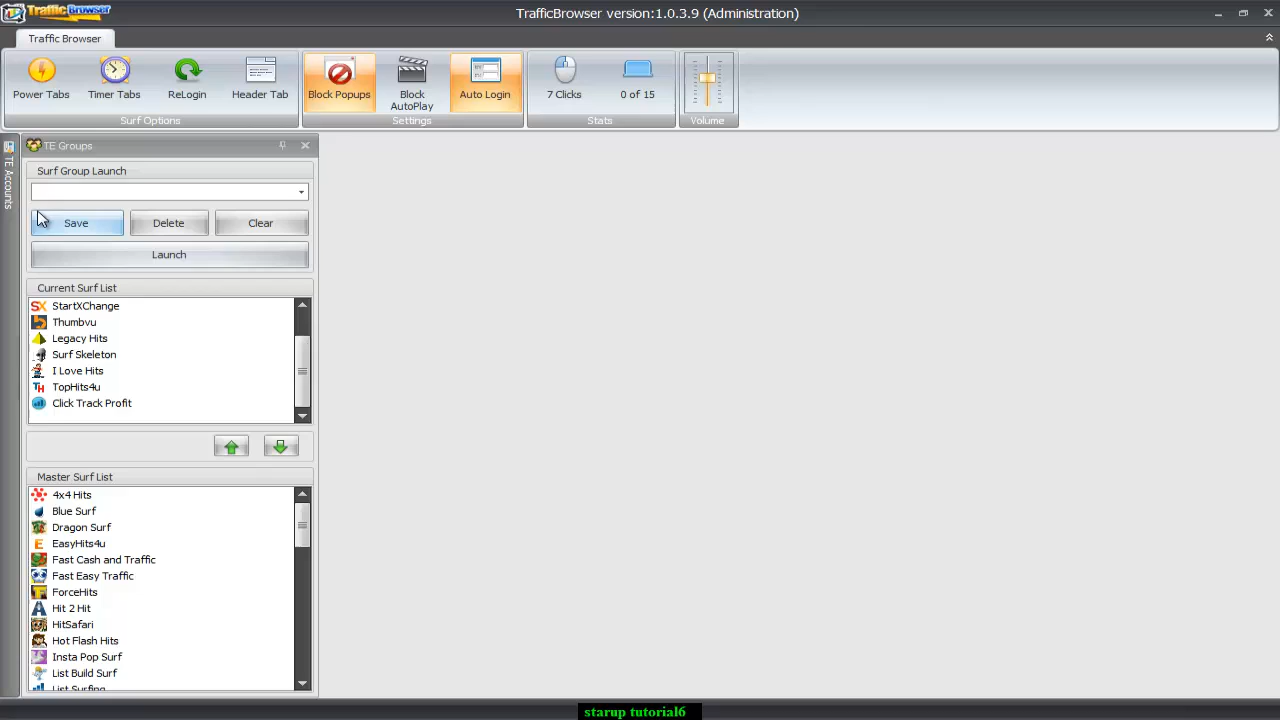 TrafficBrowser
TrafficBrowser version:1.0.3.9 (Administration)
Traffic Browser
Power Tabs
Timer Tabs
ReLogin
Header Tab
Surf Options
Block Popups
Block
AutoPlay
Auto Login
Settings
7 Clicks
0 of 15
Stats
Volume
TE Accounts
TE Groups
Surf Group Launch
Save
Delete
Clear
Launch
Current Surf List
StartXChange
Thumbvu
Legacy Hits
Surf Skeleton
I Love Hits
TopHits4u
Click Track Profit
Master Surf List
4x4 Hits
Blue Surf
Dragon Surf
EasyHits4u
Fast Cash and Traffic
Fast Easy Traffic
ForceHits
Hit 2 Hit
HitSafari
Hot Flash Hits
Insta Pop Surf
List Build Surf
List Surfing
starup tutorial6